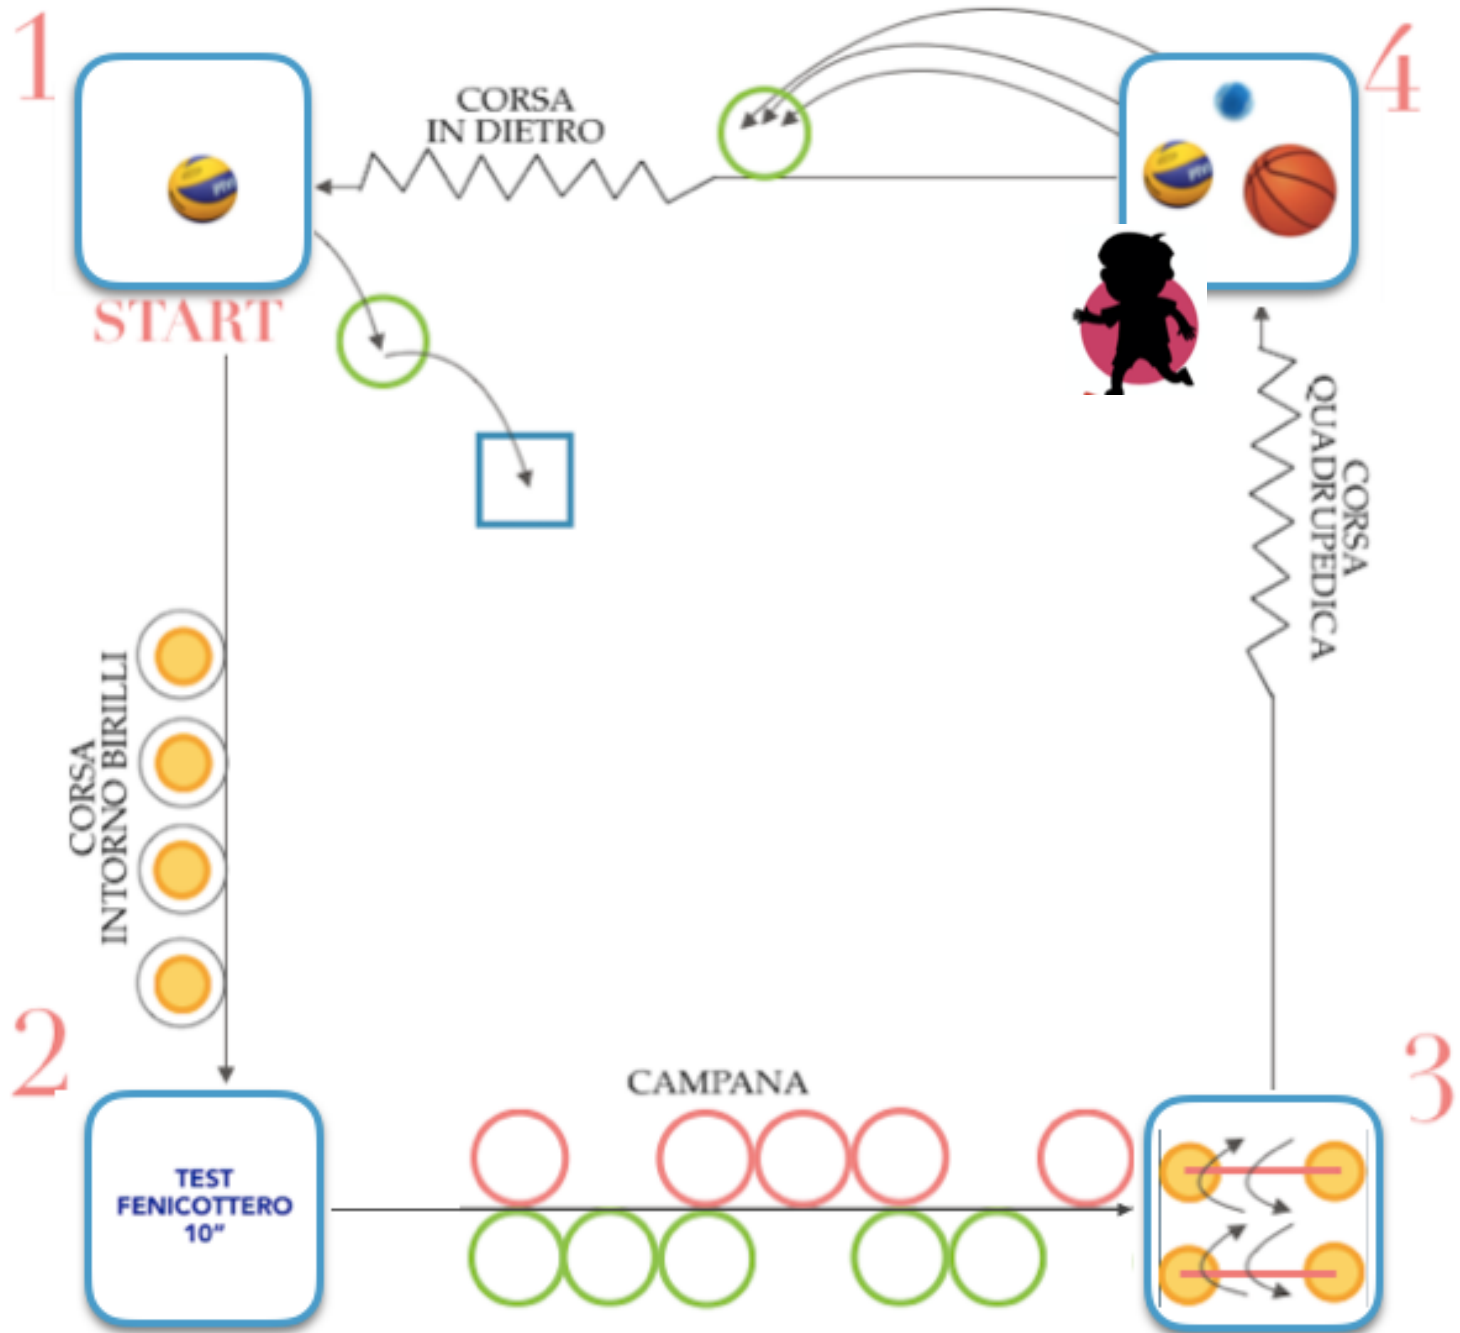 1
CORSA
IN DIETRO
4
START
CORSA
QUADRUPEDICA
CORSA
INTORNO BIRILLI
2
TEST
FENICOTTERO
10”
CAMPANA
3